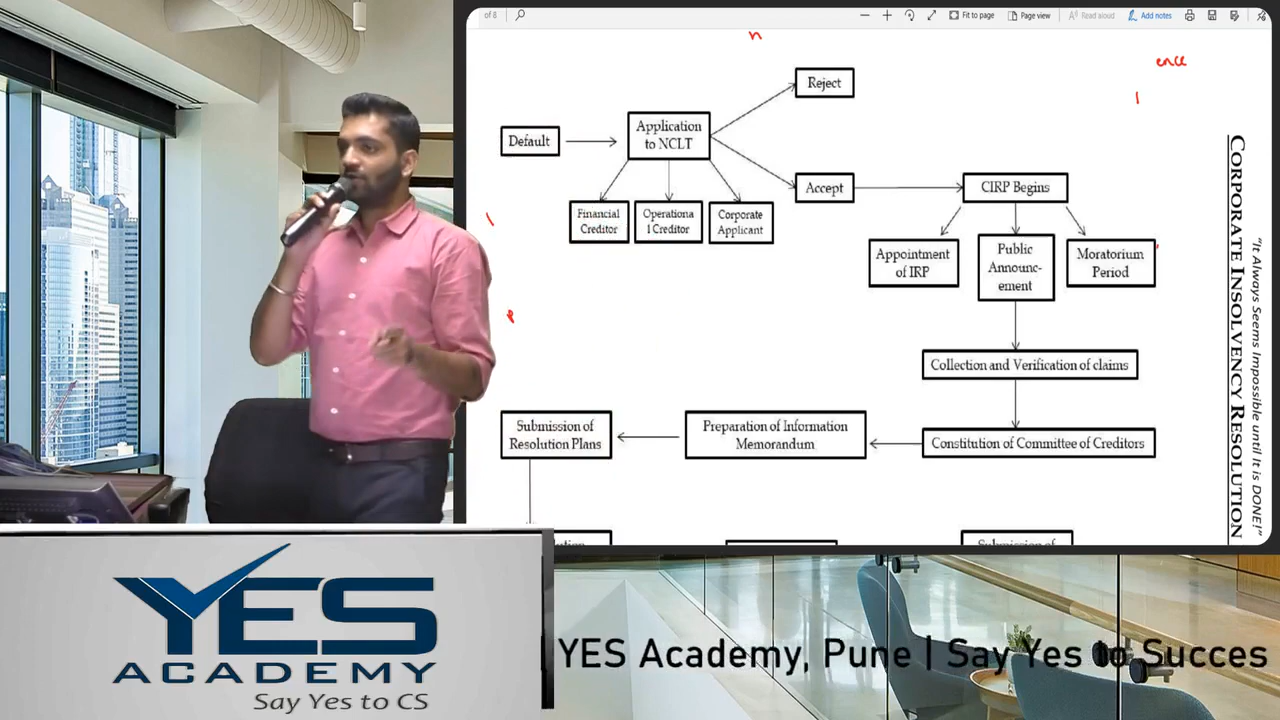 of 8
Fit to page
Page view
Read aloud
Add notes
n
ence
Reject
Default
Application
to NCLT
Accept
CIRP Begins
Financial
Creditor
Operationa
l Creditor
Corporate
Applicant
Appointment
of IRP
Public
Announc-
ement
Moratorium
Period
Collection and Verification of claims
Submission of
Resolution Plans
Preparation of Information
Memorandum
Constitution of Committee of Creditors
Submission of
"It Always Seems Impossible until It is DONE!"
CORPORATE INSOLVENCY RESOLUTION
YES
ACADEMY
Say Yes to CS
YES Academy, Pune | Say Yes to Succes